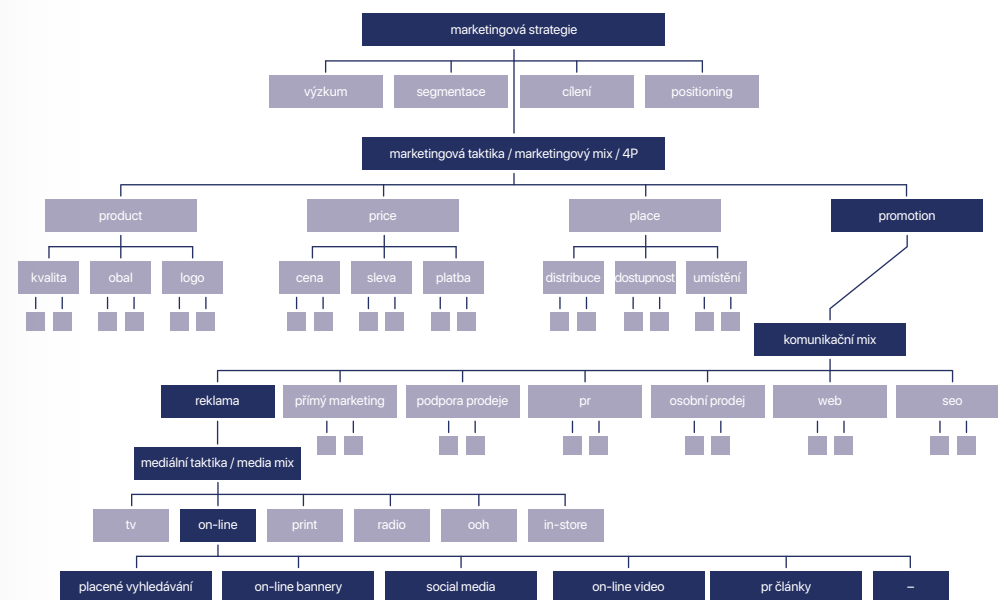 marketingová strategie
výzkum
segmentace
cílení
positioning
marketingová taktika / marketingový mix / 4P
product
price
place
promotion
kvalita
obal
logo
cena
sleva
platba
distribuce
dostupnost
umístění
komunikační mix
reklama
přímý marketing
podpora prodeje
pr
osobní prodej
web
seo
mediální taktika / media mix
tv
on-line
print
radio
ooh
in-store
placené vyhledávání
on-line bannery
social media
on-line video
pr články
–